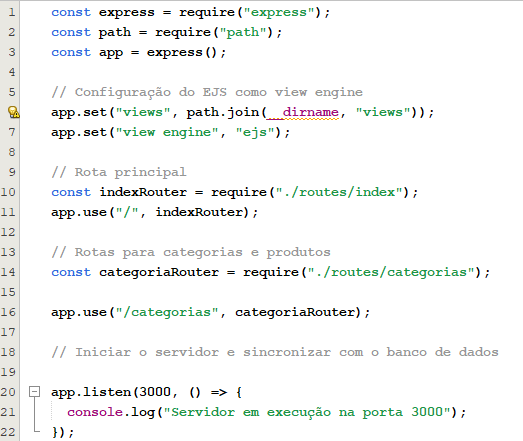 1 const express = require("express");
2 const path = require("path");
3 const app = express();
4
5 // Configuração do EJS como view engine
app.set("views", path.join(__dirname, "views"));
7 app.set("view engine", "ejs");
8
9 // Rota principal
10 const indexRouter = require("./routes/index");
11 app.use("/", indexRouter);
12
13 // Rotas para categorias e produtos
14 const categoriaRouter = require("./routes/categorias");
15
16 app.use("/categorias", categoriaRouter);
17
18 // Iniciar o servidor e sincronizar com o banco de dados
19
20 app.listen(3000, () => {
21 console.log("Servidor em execução na porta 3000");
22 });